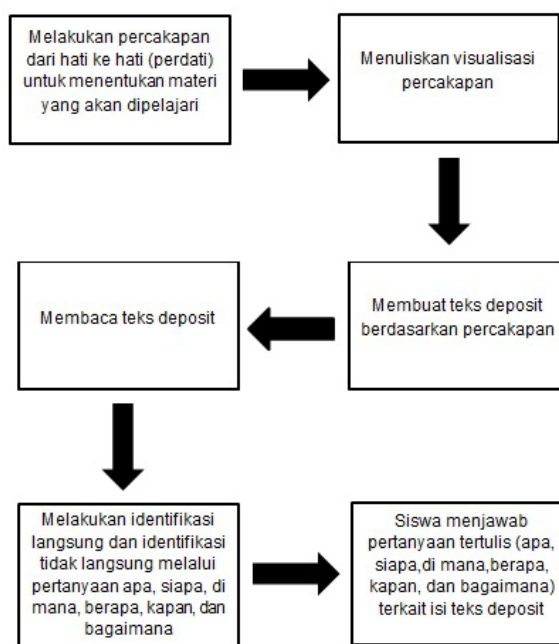 Melakukan percakapan
dari hati ke hati (perdati)
untuk menentukan materi
yang akan dipelajari
Menuliskan visualisasi
percakapan
Membuat teks deposit
berdasarkan percakapan
Membaca teks deposit
Melakukan identifikasi
langsung dan identifikasi
tidak langsung melalui
pertanyaan apa, siapa, di
mana, berapa, kapan, dan
bagaimana
Siswa menjawab
pertanyaan tertulis (apa,
siapa,di mana,berapa,
kapan, dan bagaimana)
terkait isi teks deposit